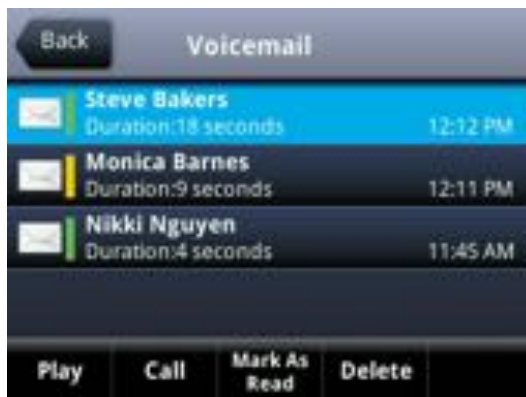 Back
Voicemail
Steve Bakers
Duration:18 seconds
12:12 PM
Monica Barnes
Duration:9 seconds
12:11 PM
Nikki Nguyen
Duration:4 seconds
11:45 AM
Play
Call
Mark As
Read
Delete